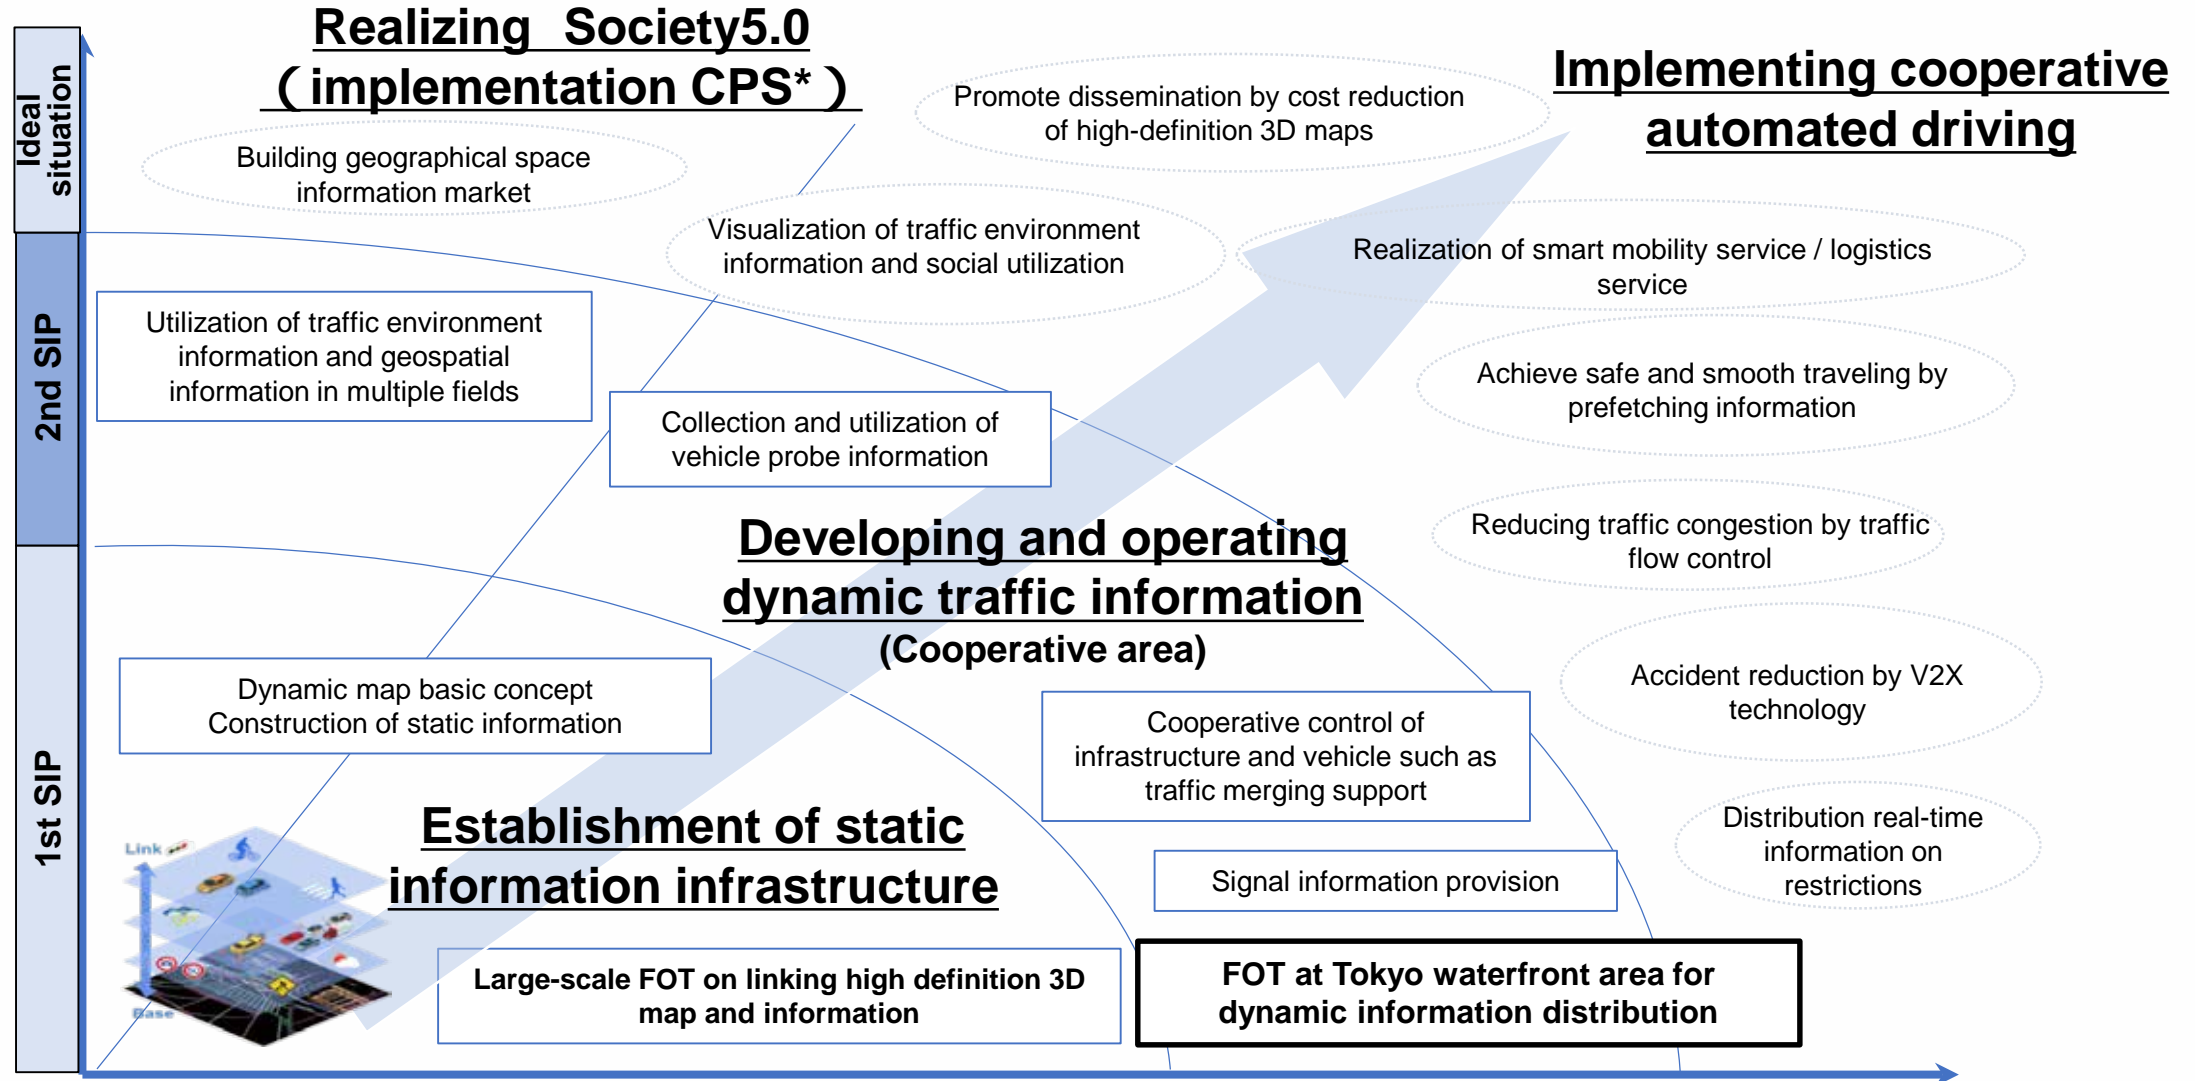 Realizing Society5.0
（implementation CPS*）
Implementing cooperative
automated driving
Ideal
situation
2nd SIP
1st SIP
Promote dissemination by cost reduction
of high-definition 3D maps
Building geographical space
information market
Visualization of traffic environment
information and social utilization
Realization of smart mobility service / logistics
service
Utilization of traffic environment
information and geospatial
information in multiple fields
Achieve safe and smooth traveling by
prefetching information
Collection and utilization of
vehicle probe information
Reducing traffic congestion by traffic
flow control
Developing and operating
dynamic traffic information
(Cooperative area)
Dynamic map basic concept
Construction of static information
Accident reduction by V2X
technology
Cooperative control of
infrastructure and vehicle such as
traffic merging support
Distribution real-time
information on
restrictions
Establishment of static
information infrastructure
Signal information provision
Link
Base
Large-scale FOT on linking high definition 3D
map and information
FOT at Tokyo waterfront area for
dynamic information distribution